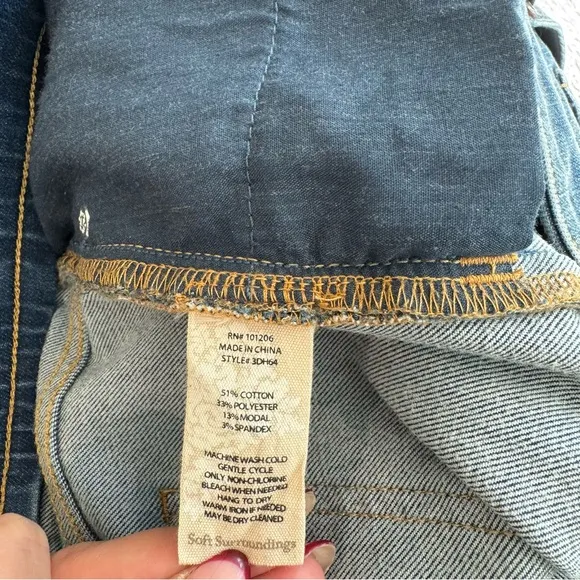 RN# 101206
MADE IN CHINA
STYLE# 3DH64
51% COTTON
33% POLYESTER
13% MODAL
3% SPANDEX
MACHINE WASH COLD
GENTLE CYCLE
ONLY NON-CHLORINE
BLEACH WHEN NEEDED
HANG TO DRY
WARM IRON IF NEEDED
MAY BE DRY CLEANED
Soft Surroundings